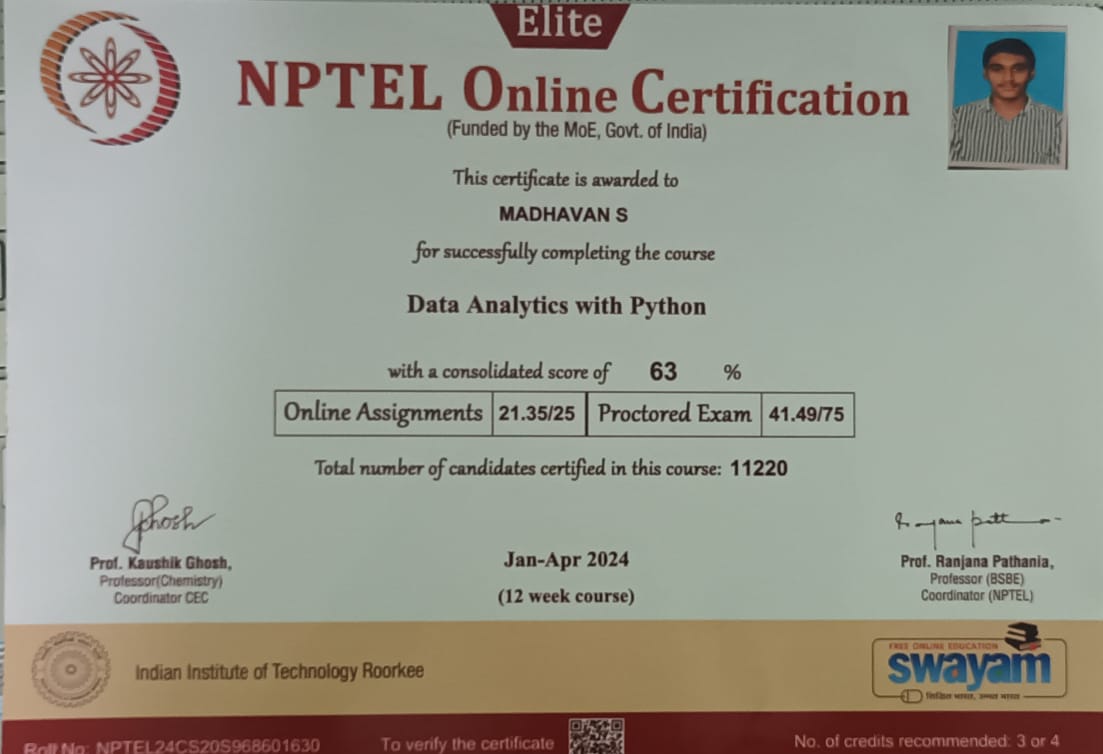 Elite
NPTEL Online Certification
(Funded by the MoE, Govt. of India)
This certificate is awarded to
MADHAVAN S
for successfully completing the course
Data Analytics with Python
with a consolidated score of 63 %
Online Assignments 21.35/25 Proctored Exam 41.49/75
Total number of candidates certified in this course: 11220
Prof. Kaushik Ghosh,
Professor(Chemistry)
Coordinator CEC
Jan-Apr 2024
(12 week course)
Prof. Ranjana Pathania,
Professor (BSBE)
Coordinator (NPTEL)
Indian Institute of Technology Roorkee
FREE ONLINE EDUCATION
swayam
शिक्षित भारत, उन्नत भारत
Roll No: NPTEL24CS20S968601630
To verify the certificate
No. of credits recommended: 3 or 4